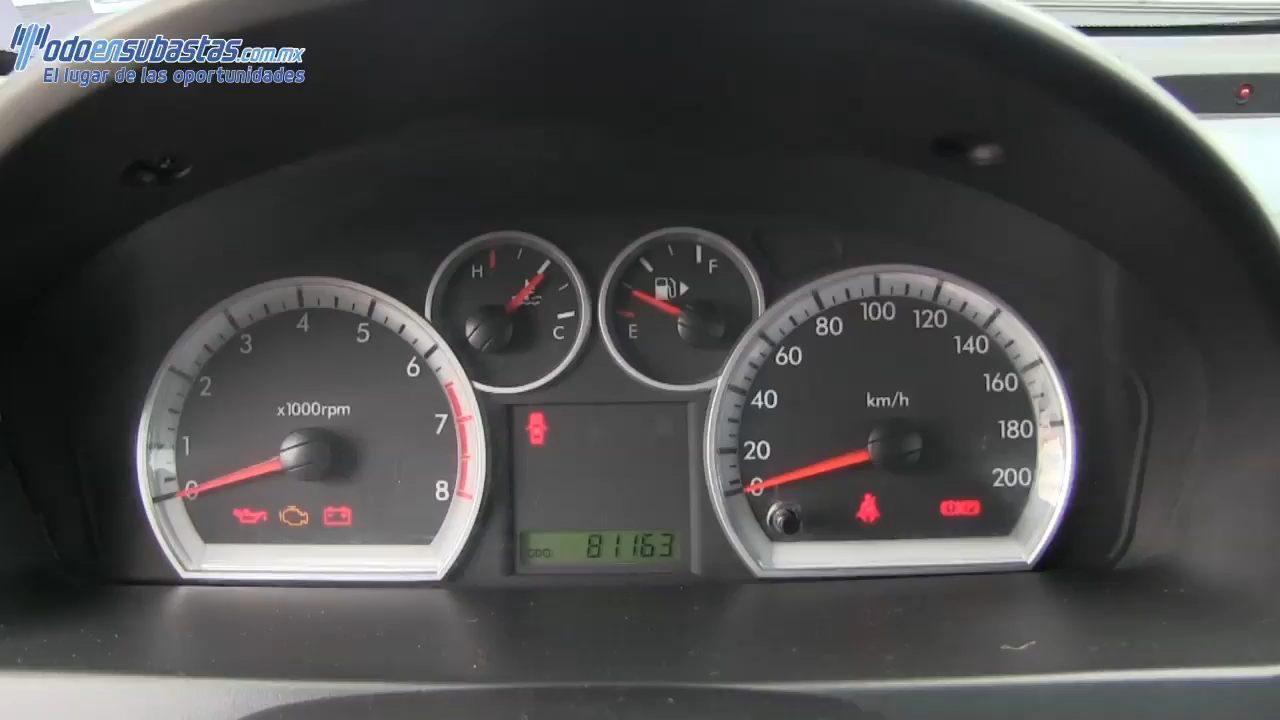 Todoensubastas.com.mx
El lugar de las oportunidades
H
C
F
E
0
1
2
3
4
5
6
7
8
x1000rpm
0
20
40
60
80
100
120
140
160
180
200
km/h
ODO.
81163